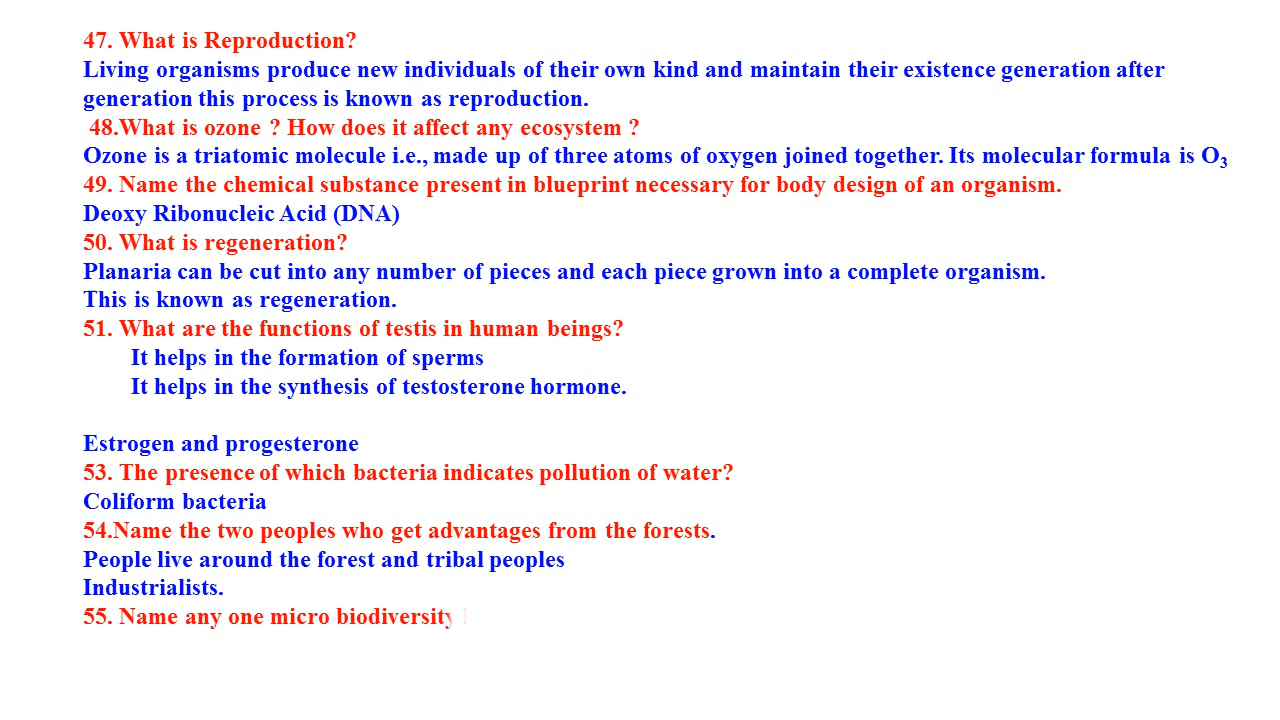 47. What is Reproduction?
Living organisms produce new individuals of their own kind and maintain their existence generation after
generation this process is known as reproduction.
48.What is ozone ? How does it affect any ecosystem ?
Ozone is a triatomic molecule i.e., made up of three atoms of oxygen joined together. Its molecular formula is O₃
49. Name the chemical substance present in blueprint necessary for body design of an organism.
Deoxy Ribonucleic Acid (DNA)
50. What is regeneration?
Planaria can be cut into any number of pieces and each piece grown into a complete organism.
This is known as regeneration.
51. What are the functions of testis in human beings?
It helps in the formation of sperms
It helps in the synthesis of testosterone hormone.
Estrogen and progesterone
53. The presence of which bacteria indicates pollution of water?
Coliform bacteria
54.Name the two peoples who get advantages from the forests.
People live around the forest and tribal peoples
Industrialists.
55. Name any one micro biodiversity